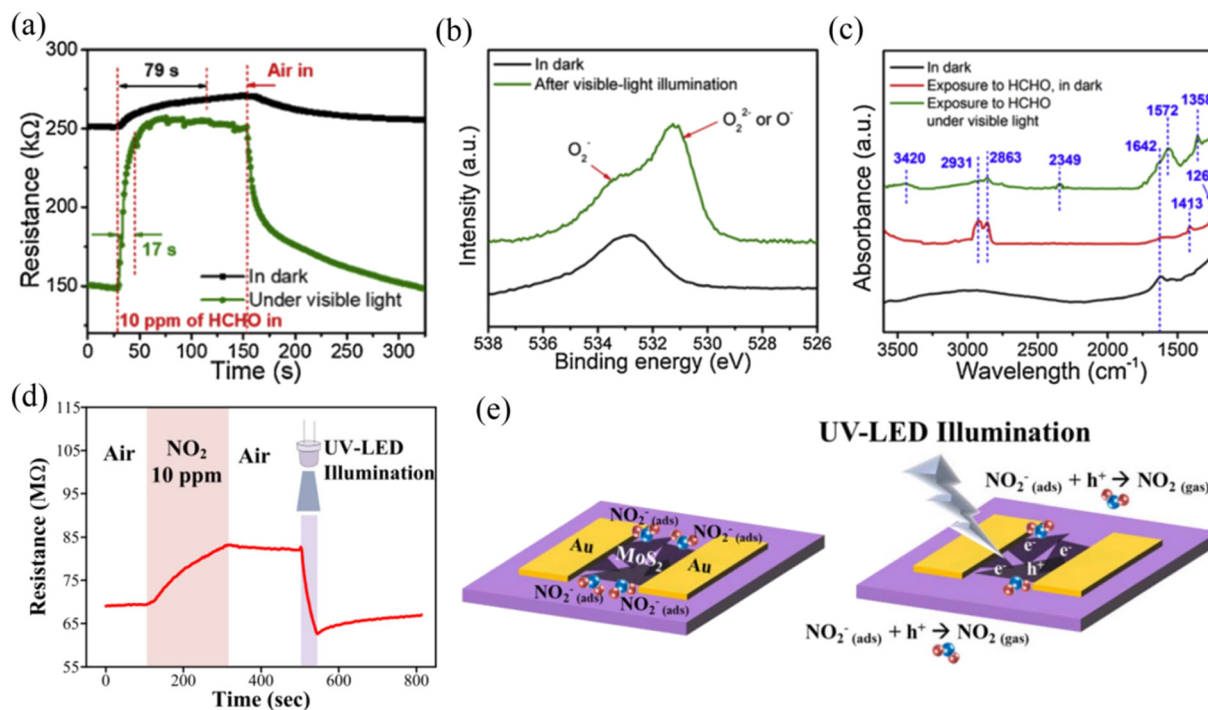 (a)
300
250
200
150
Resistance (kΩ)
79 s
Air in
17 s
In dark
Under visible light
10 ppm of HCHO in
0 50 100 150 200 250 300
Time (s)
(b)
In dark
After visible-light illumination
O₂²⁻ or O⁻
O₂⁻
Intensity (a.u.)
538 536 534 532 530 528 526
Binding energy (eV)
(c)
In dark
Exposure to HCHO, in dark
Exposure to HCHO
under visible light
1358
1572
1642
3420
2931
2863
2349
126
1413
Absorbance (a.u.)
3500 3000 2500 2000 1500
Wavelength (cm⁻¹)
(d)
115
105
95
85
75
65
55
Resistance (MΩ)
Air
NO₂
10 ppm
Air
UV-LED
Illumination
0 200 400 600 800
Time (sec)
(e)
UV-LED Illumination
NO₂⁻ (ads) + h⁺ → NO₂ (gas)
NO₂⁻ (ads)
NO₂⁻ (ads)
Au
MoS₂
Au
NO₂⁻ (ads)
NO₂⁻ (ads)
e⁻
e⁻
e⁻
h⁺
NO₂⁻ (ads) + h⁺ → NO₂ (gas)